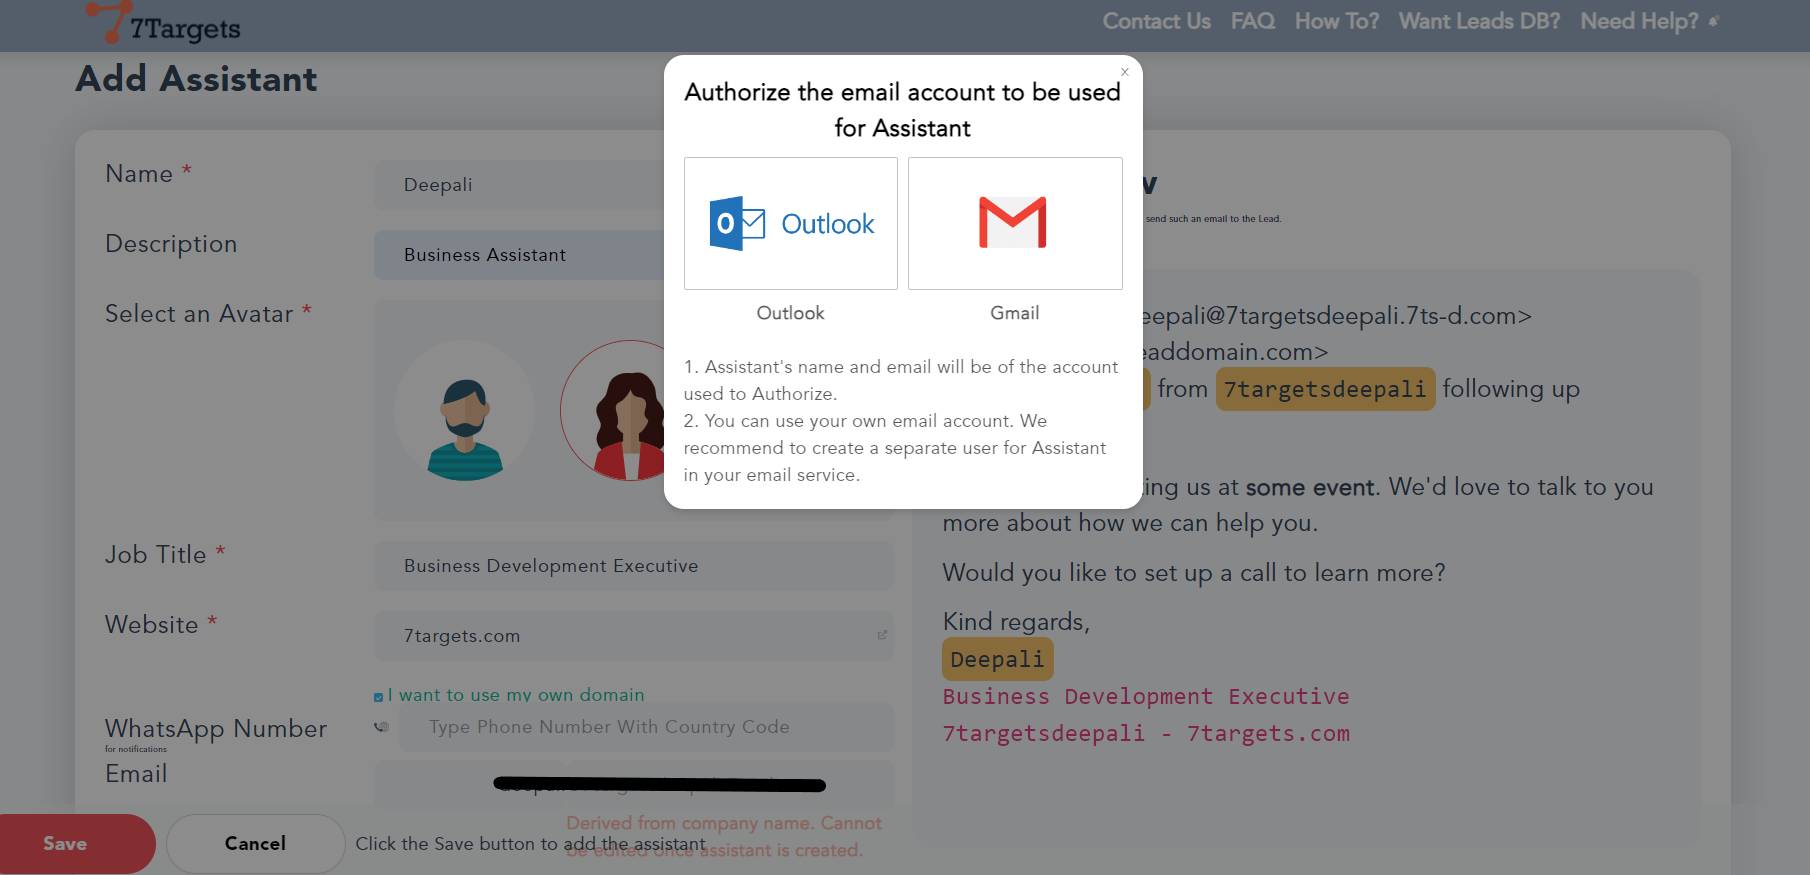 7Targets
Contact Us FAQ How To? Want Leads DB? Need Help?
Add Assistant
x
Authorize the email account to be used
for Assistant
Outlook
Outlook
Gmail
1. Assistant's name and email will be of the account
used to Authorize.
2. You can use your own email account. We
recommend to create a separate user for Assistant
in your email service.
Name *
Deepali
Description
Business Assistant
Select an Avatar *
Job Title *
Business Development Executive
Website *
7targets.com
I want to use my own domain
WhatsApp Number
for notifications
Type Phone Number With Country Code
Email
Derived from company name. Cannot
be edited once assistant is created.
Save
Cancel
Click the Save button to add the assistant
send such an email to the Lead.
eepali@7targetsdeepali.7ts-d.com>
eaddomain.com>
from 7targetsdeepali following up
ing us at some event. We'd love to talk to you
more about how we can help you.
Would you like to set up a call to learn more?
Kind regards,
Deepali
Business Development Executive
7targetsdeepali - 7targets.com